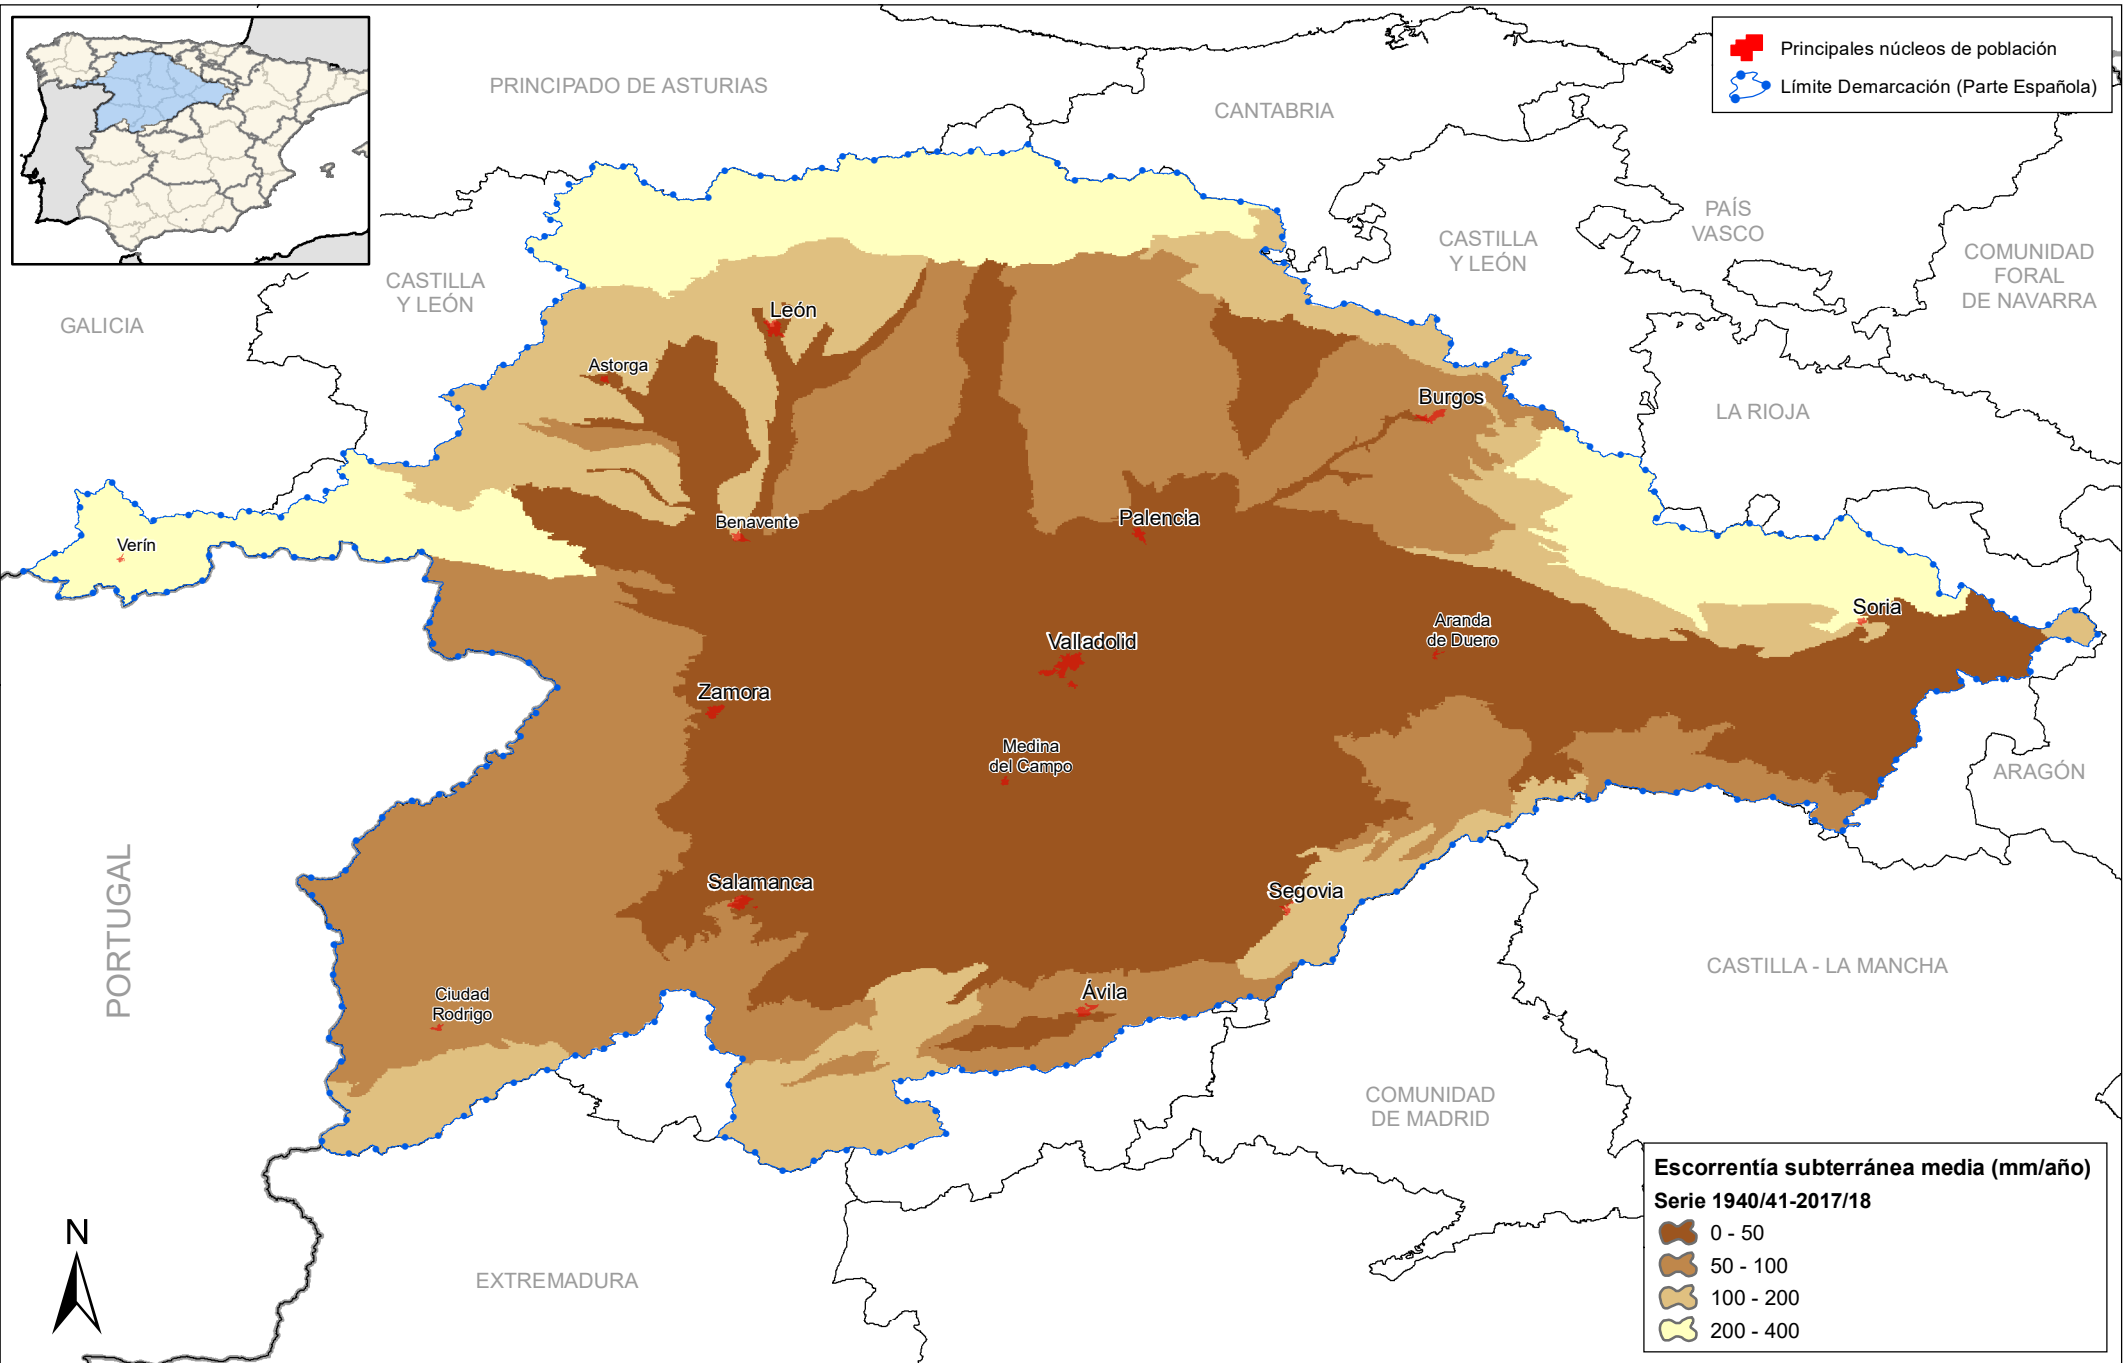 Principales núcleos de población
Límite Demarcación (Parte Española)
PRINCIPADO DE ASTURIAS
CANTABRIA
PAÍS
VASCO
CASTILLA
Y LEÓN
COMUNIDAD
FORAL
DE NAVARRA
CASTILLA
Y LEÓN
GALICIA
León
Astorga
Burgos
LA RIOJA
Benavente
Palencia
Verín
Soria
Aranda
de Duero
Valladolid
Zamora
Medina
del Campo
ARAGÓN
PORTUGAL
Salamanca
Segovia
CASTILLA - LA MANCHA
Ciudad
Rodrigo
Ávila
COMUNIDAD
DE MADRID
EXTREMADURA
N
Escorrentía subterránea media (mm/año)
Serie 1940/41-2017/18
0 - 50
50 - 100
100 - 200
200 - 400